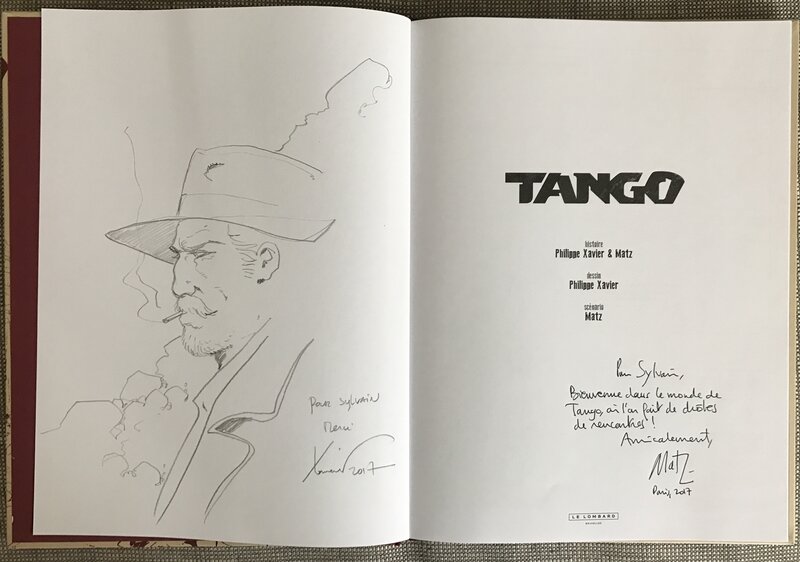 Pour Sylvain
Merci
Xavier 2017
TANGO
histoire
Philippe Xavier & Matz
dessin
Philippe Xavier
scénario
Matz
Pour Sylvain,
Bienvenue dans le monde de
Tango, où l'on fait de drôles
de rencontres !
Amicalement,
Matz
Paris, 2017
LE LOMBARD
BRUXELLES